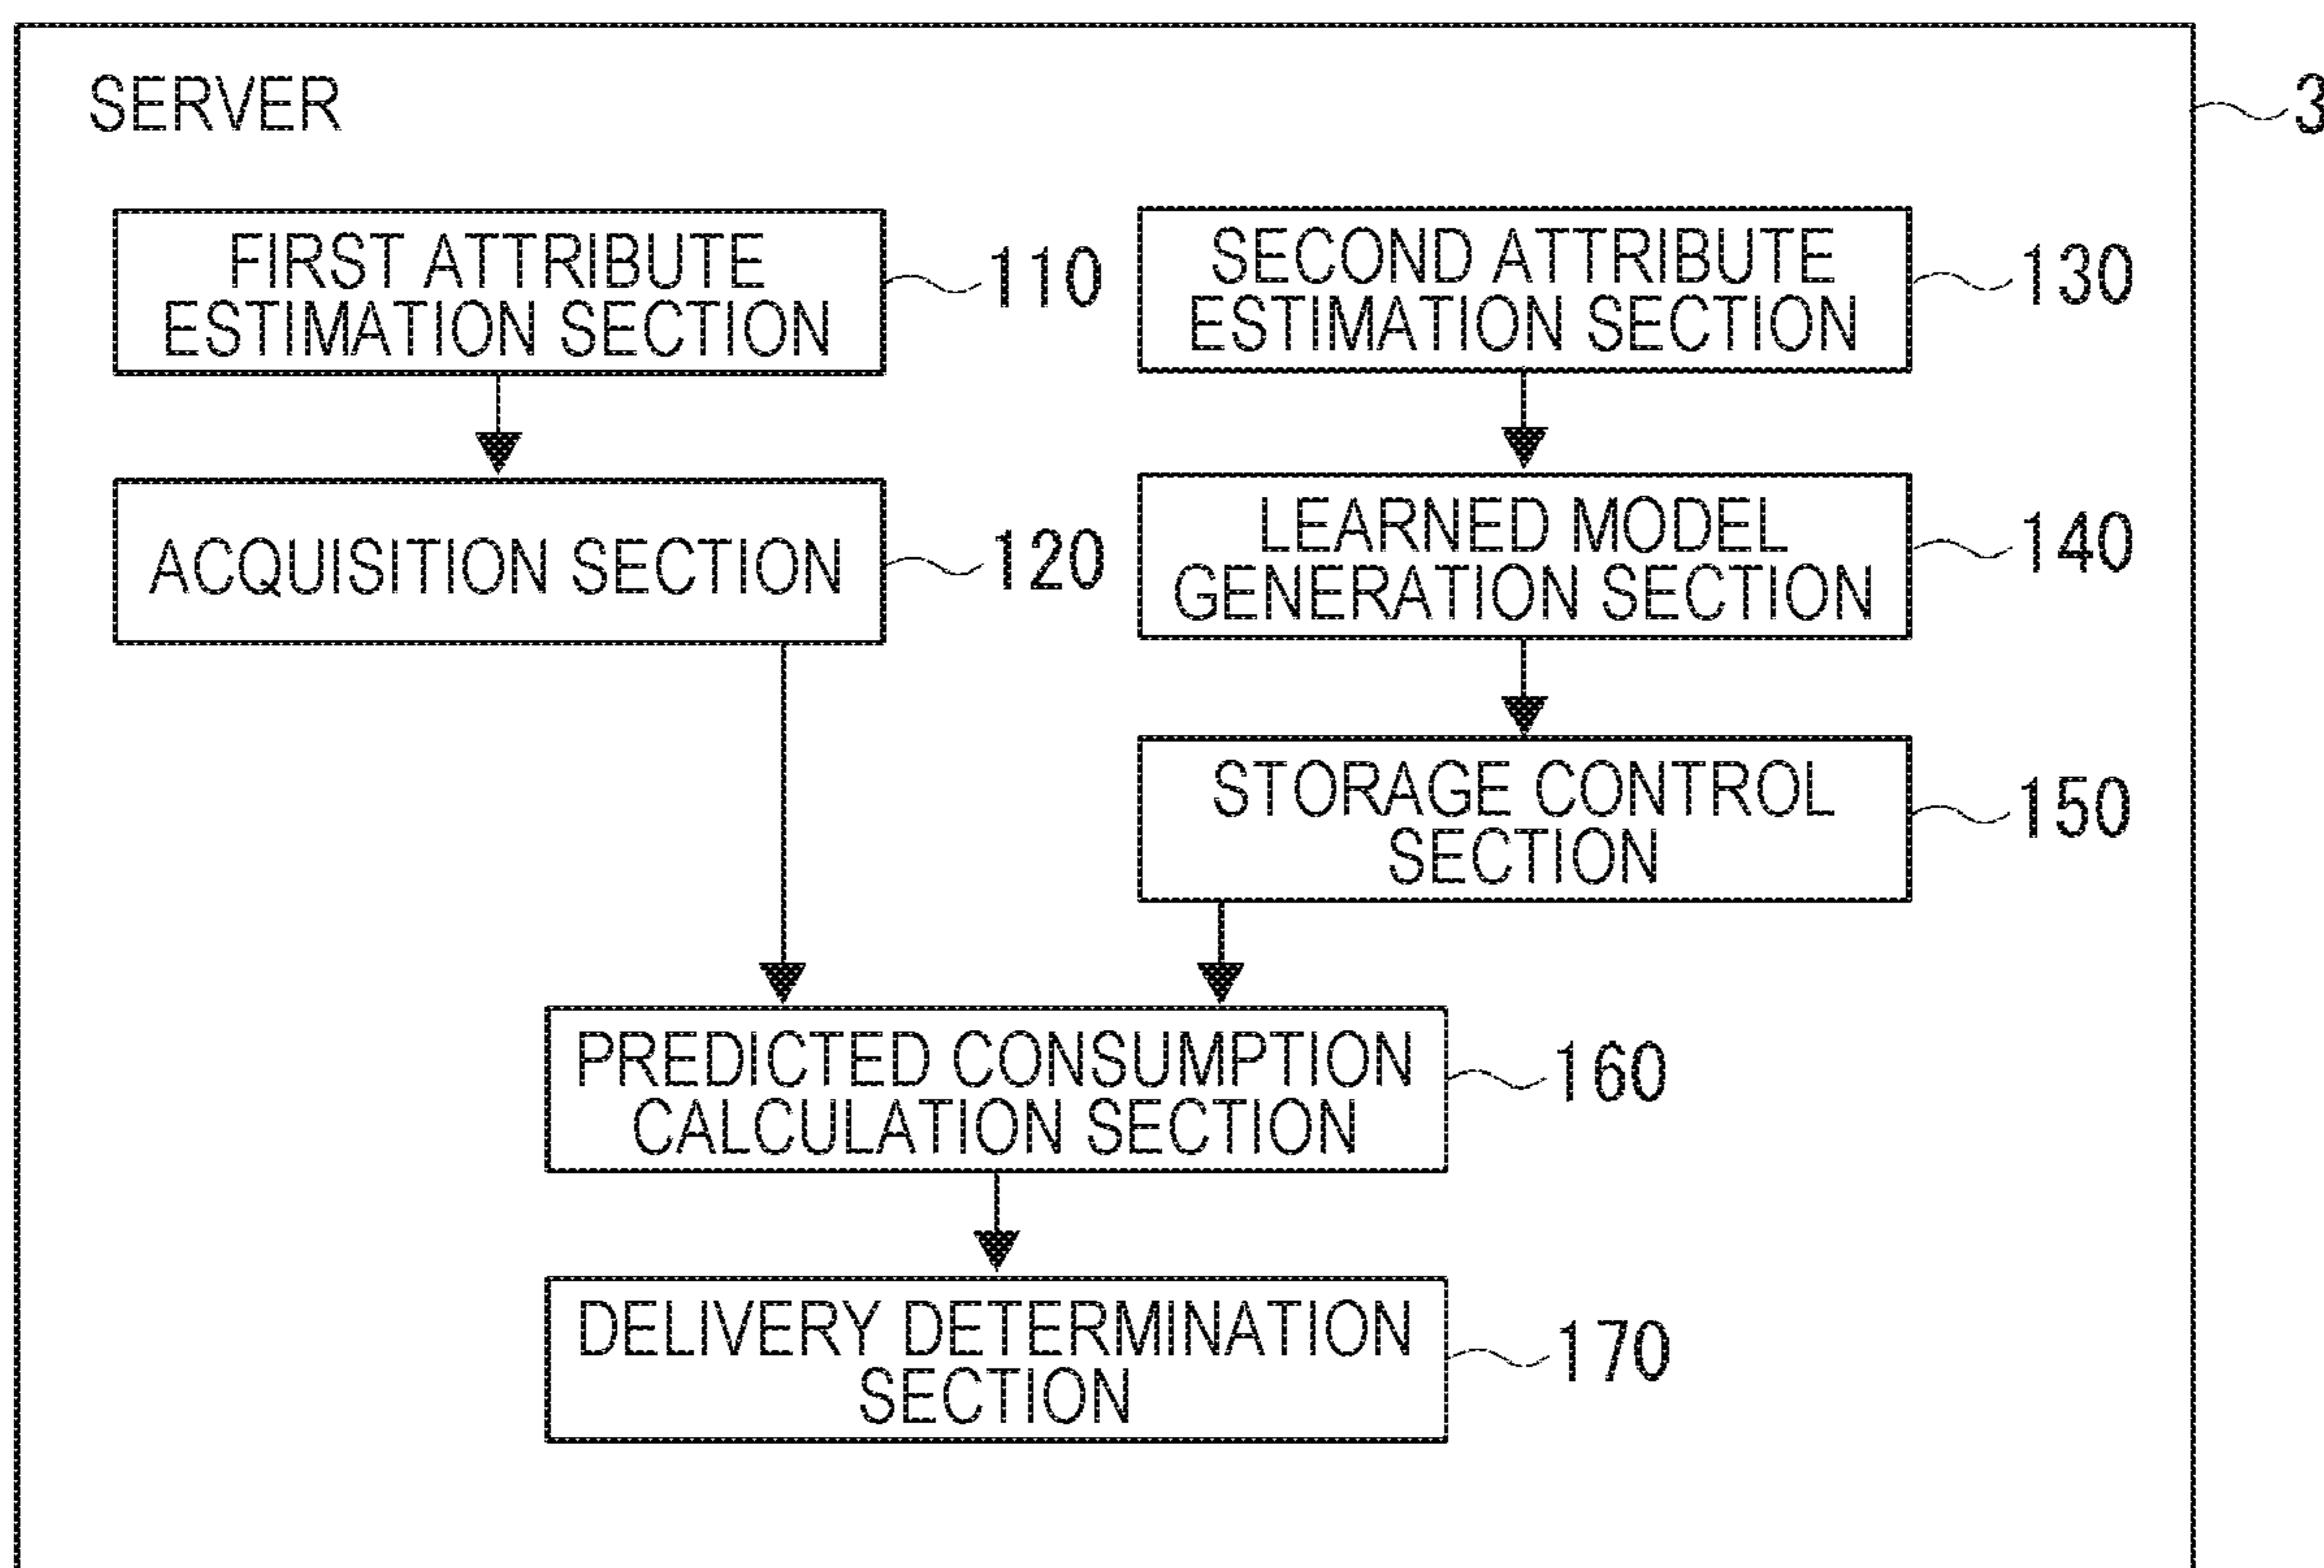 SERVER
3
FIRST ATTRIBUTE
ESTIMATION SECTION
110
SECOND ATTRIBUTE
ESTIMATION SECTION
130
ACQUISITION SECTION
120
LEARNED MODEL
GENERATION SECTION
140
STORAGE CONTROL
SECTION
150
PREDICTED CONSUMPTION
CALCULATION SECTION
160
DELIVERY DETERMINATION
SECTION
170